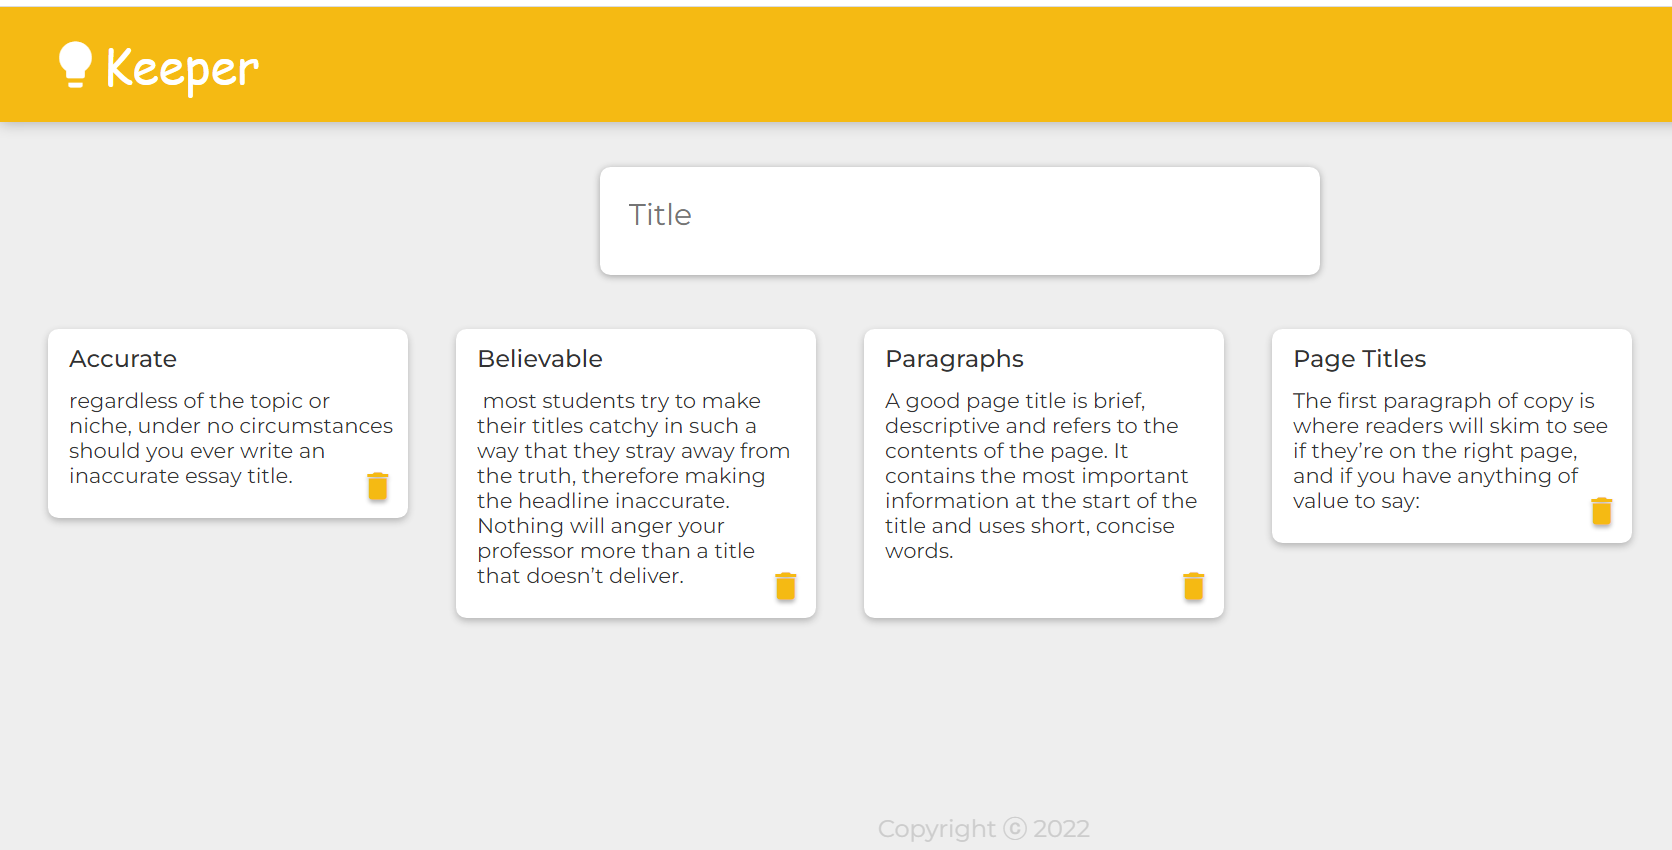 Keeper
Title
Accurate
regardless of the topic or
niche, under no circumstances
should you ever write an
inaccurate essay title.
Believable
most students try to make
their titles catchy in such a
way that they stray away from
the truth, therefore making
the headline inaccurate.
Nothing will anger your
professor more than a title
that doesn’t deliver.
Paragraphs
A good page title is brief,
descriptive and refers to the
contents of the page. It
contains the most important
information at the start of the
title and uses short, concise
words.
Page Titles
The first paragraph of copy is
where readers will skim to see
if they’re on the right page,
and if you have anything of
value to say:
Copyright ⓒ 2022